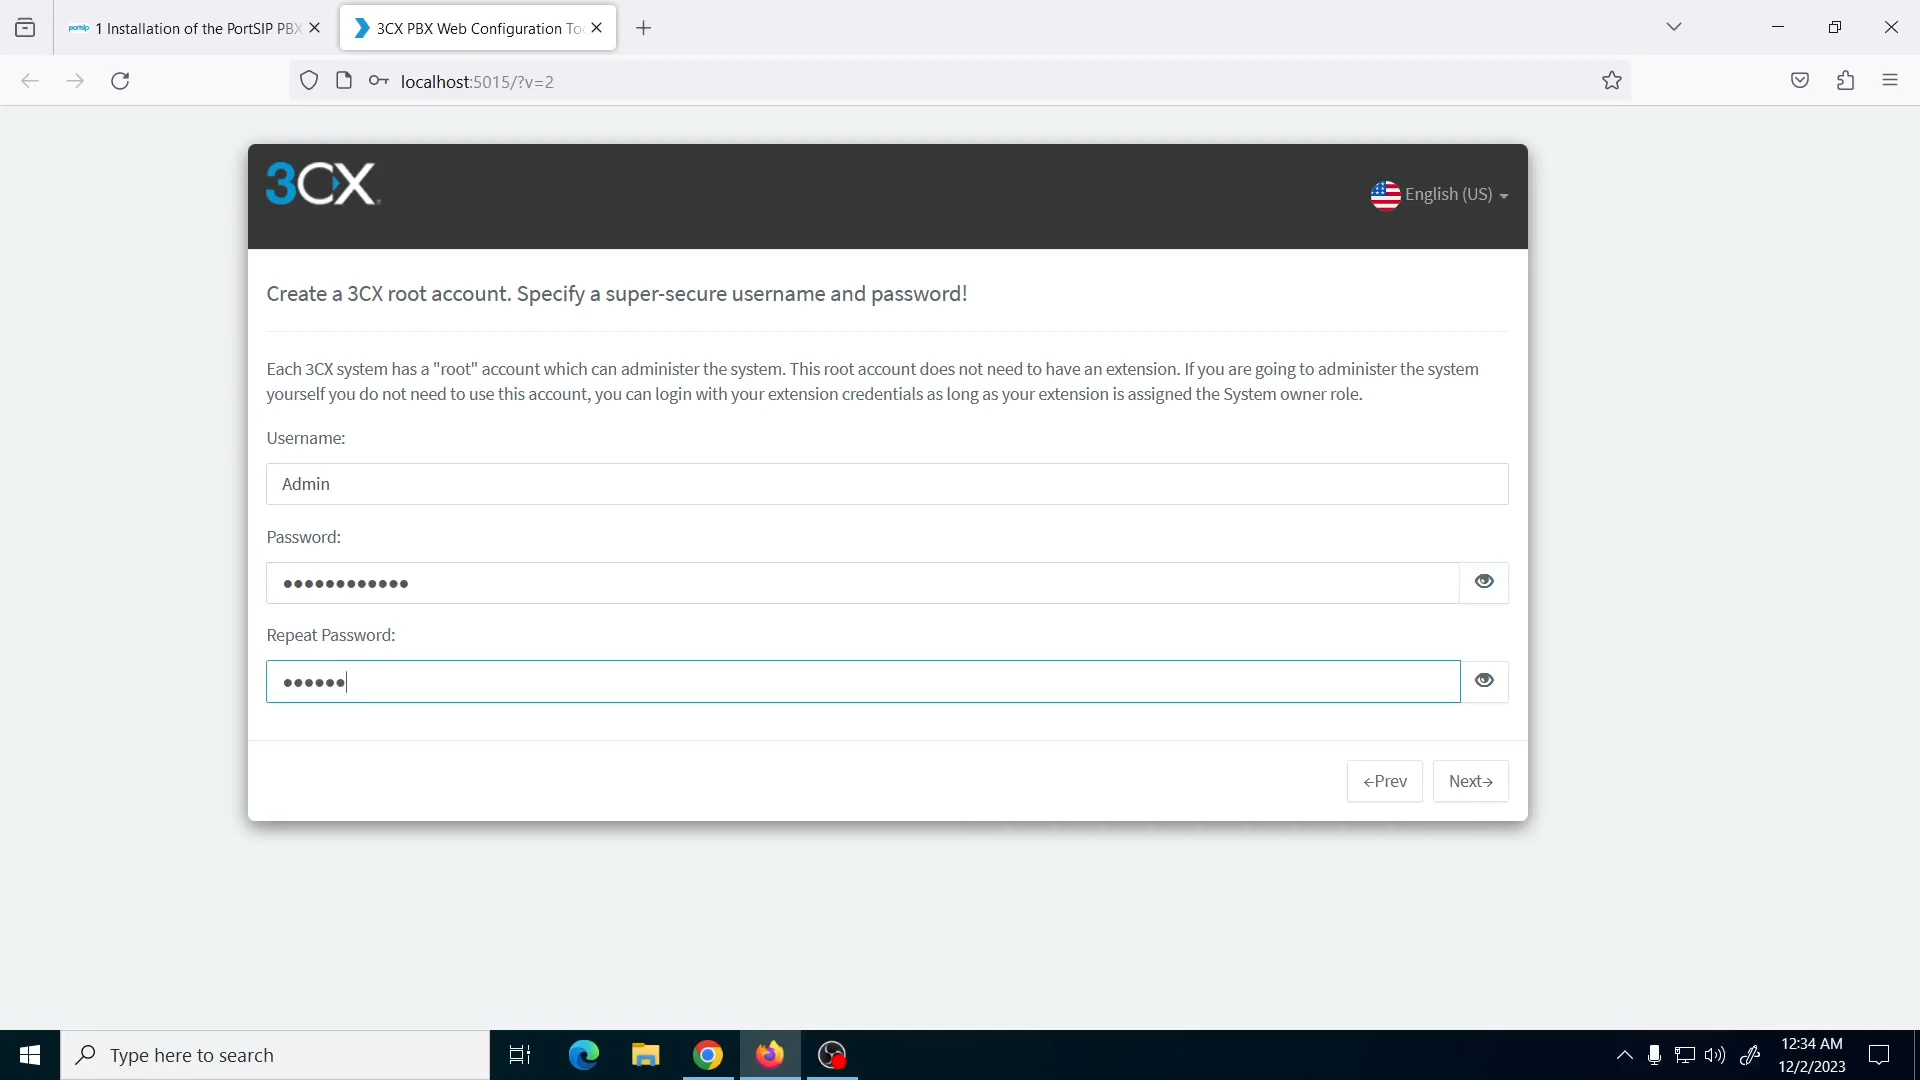 portsip 1 Installation of the PortSIP PBX
3CX PBX Web Configuration Too
localhost:5015/?v=2
3CX
English (US)
Create a 3CX root account. Specify a super-secure username and password!
Each 3CX system has a "root" account which can administer the system. This root account does not need to have an extension. If you are going to administer the system
yourself you do not need to use this account, you can login with your extension credentials as long as your extension is assigned the System owner role.
Username:
Admin
Password:
●●●●●●●●●●●●
Repeat Password:
●●●●●●
←Prev
Next→
Type here to search
12:34 AM
12/2/2023